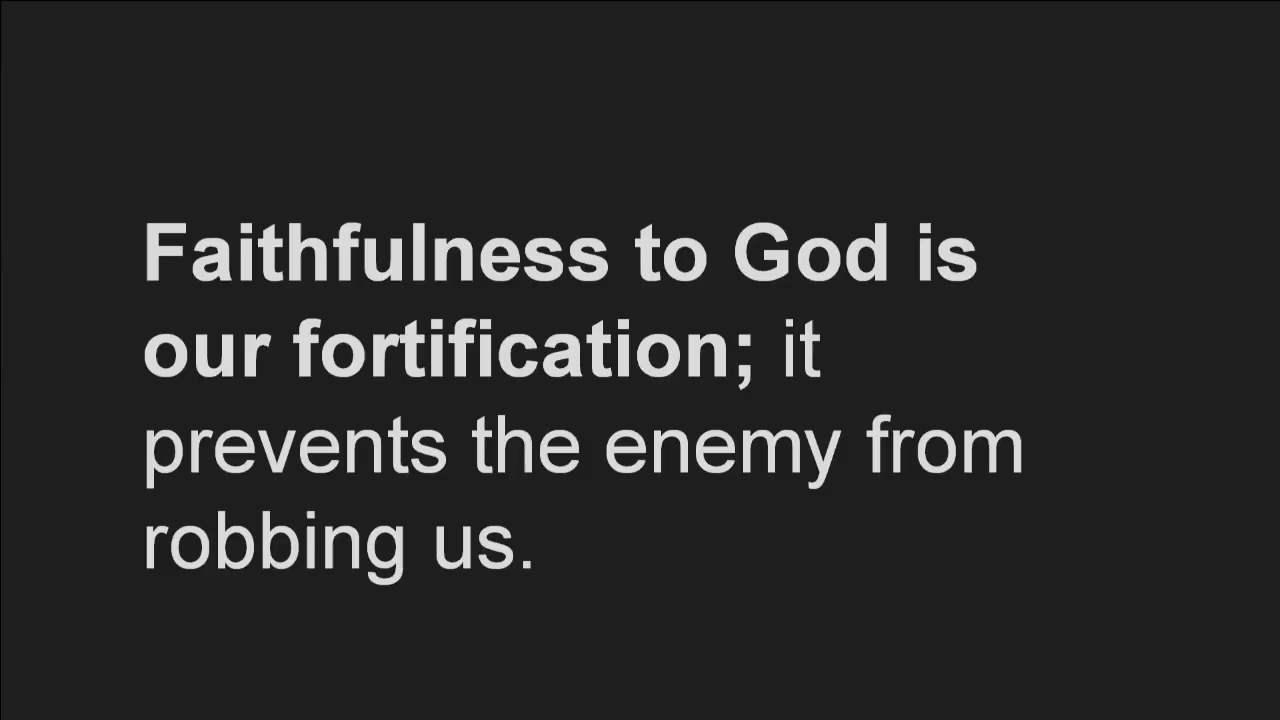 Faithfulness to God is
our fortification; it
prevents the enemy from
robbing us.